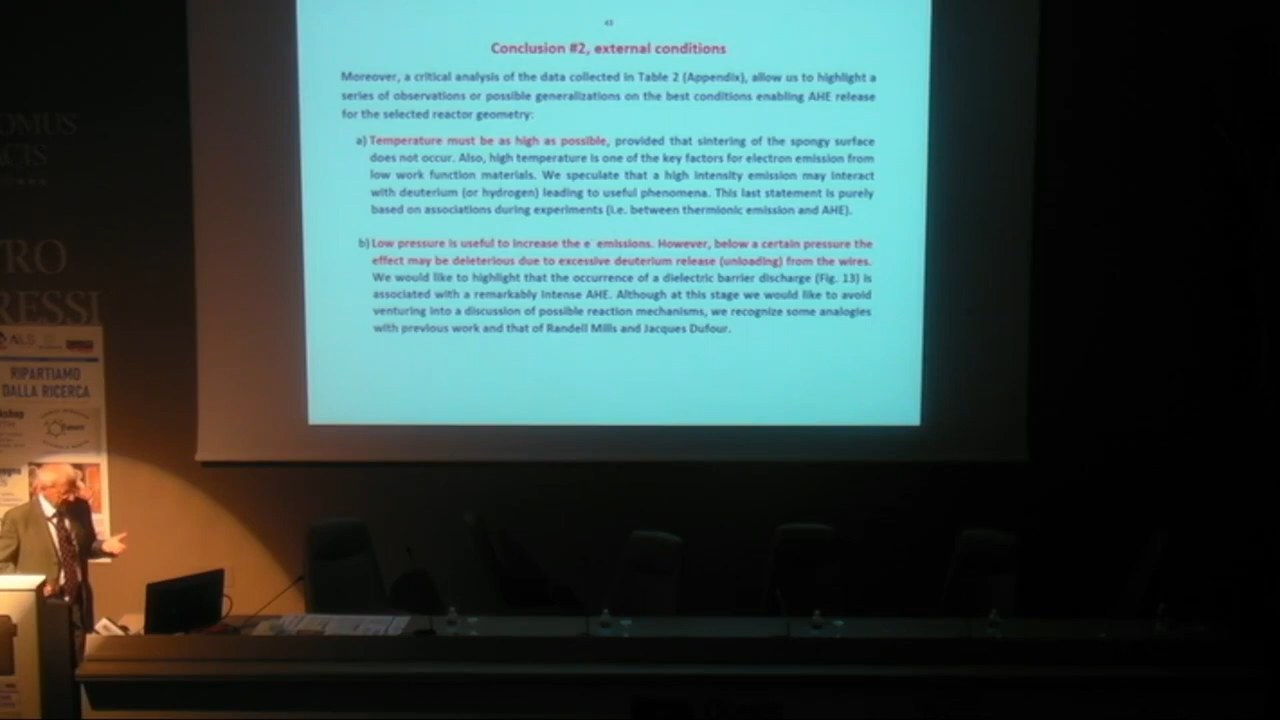 43
Conclusion #2, external conditions
Moreover, a critical analysis of the data collected in Table 2 (Appendix), allow us to highlight a
series of observations or possible generalizations on the best conditions enabling AHE release
for the selected reactor geometry:
a) Temperature must be as high as possible, provided that sintering of the spongy surface
does not occur. Also, high temperature is one of the key factors for electron emission from
low work function materials. We speculate that a high intensity emission may interact
with deuterium (or hydrogen) leading to useful phenomena. This last statement is purely
based on associations during experiments (i.e. between thermionic emission and AHE).
b) Low pressure is useful to increase the e⁻ emissions. However, below a certain pressure the
effect may be deleterious due to excessive deuterium release (unloading) from the wires.
We would like to highlight that the occurrence of a dielectric barrier discharge (Fig. 13) is
associated with a remarkably intense AHE. Although at this stage we would like to avoid
venturing into a discussion of possible reaction mechanisms, we recognize some analogies
with previous work and that of Randell Mills and Jacques Dufour.
OMUS
ACIS
TRO
RESSI
ALS
RIPARTIAMO
DALLA RICERCA